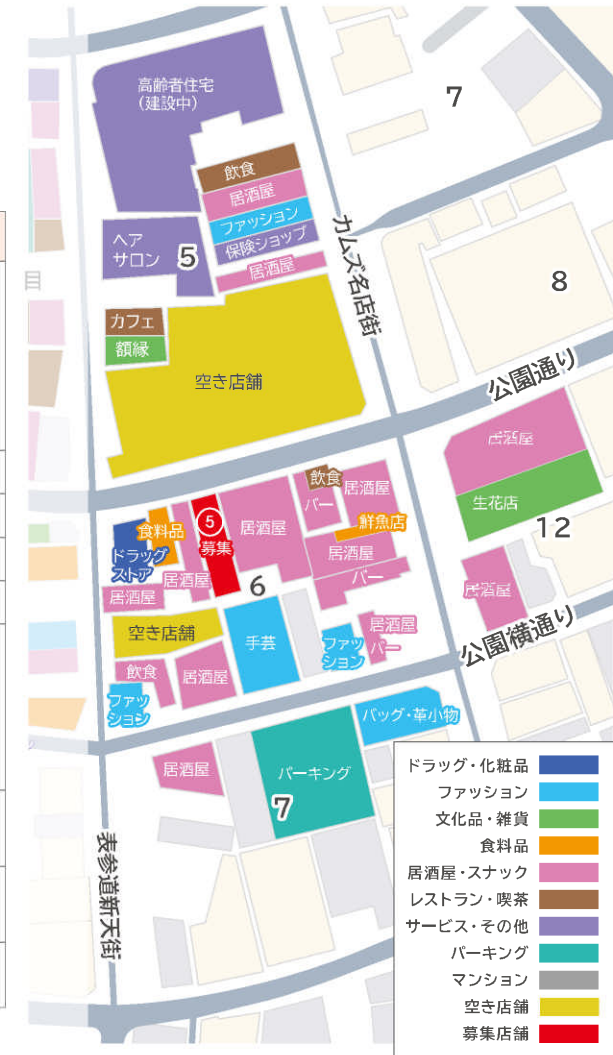 高齢者住宅
(建設中)
7
飲食
居酒屋
ファッション
保険ショップ
居酒屋
ヘア
サロン
5
カムズ名店街
目
8
カフェ
額縁
空き店舗
公園通り
居酒屋
生花店
12
居酒屋
飲食
バー
居酒屋
鮮魚店
居酒屋
バー
食料品
ドラッグ
ストア
5
募集
居酒屋
居酒屋
居酒屋
6
空き店舗
手芸
ファッ
ション
居酒屋
バー
公園横通り
飲食
居酒屋
ファッ
ション
バッグ・革小物
居酒屋
パーキング
7
表参道新天街
ドラッグ・化粧品
ファッション
文化品・雑貨
食料品
居酒屋・スナック
レストラン・喫茶
サービス・その他
パーキング
マンション
空き店舗
募集店舗